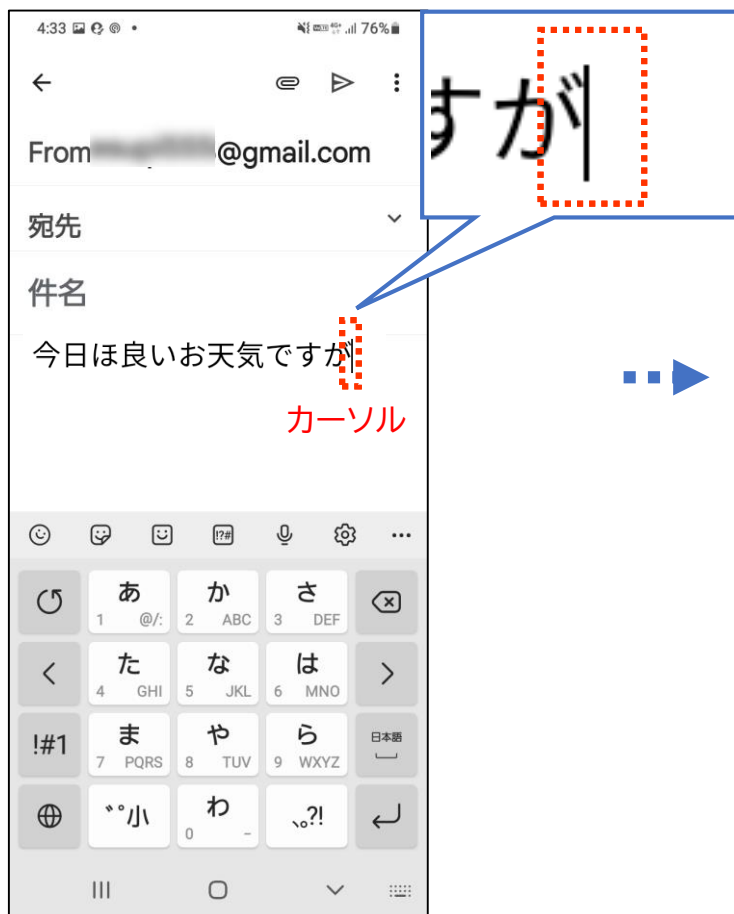 4:33 76%
From @gmail.com
すが
宛先
件名
今日ほ良いお天気ですが
カーソル
!?#
あ か さ
1 @/: 2 ABC 3 DEF
た な は
4 GHI 5 JKL 6 MNO
!#1 ま や ら 日本語
7 PQRS 8 TUV 9 WXYZ
゛゜小 わ 、。?!
0 -